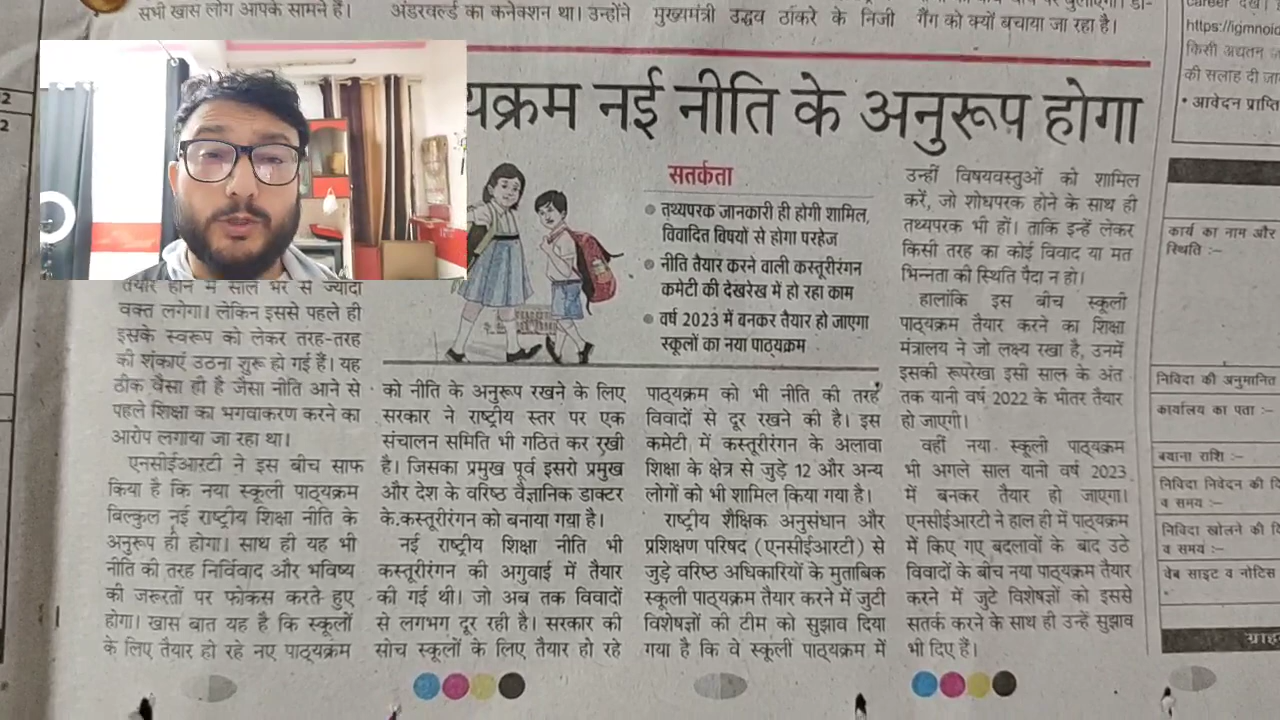 सभी खास लोग आपके सामने हैं।
अंडरवर्ल्ड का कनेक्शन था। उन्होंने
मुख्यमंत्री उद्धव ठाकरे के निजी
गैंग को क्यों बचाया जा रहा है।
यक्रम नई नीति के अनुरूप होगा
वक्त लगेगा। लेकिन इससे पहले ही
इसके स्वरूप को लेकर तरह-तरह
की शंकाएं उठना शुरू हो गई हैं। यह
ठीक वैसा ही है जैसा नीति आने से
पहले शिक्षा का भगवाकरण करने का
आरोप लगाया जा रहा था।
एनसीईआरटी ने इस बीच साफ
किया है कि नया स्कूली पाठ्यक्रम
बिल्कुल नई राष्ट्रीय शिक्षा नीति के
अनुरूप ही होगा। साथ ही यह भी
नीति की तरह निर्विवाद और भविष्य
की जरूरतों पर फोकस करते हुए
होगा। खास बात यह है कि स्कूलों
के लिए तैयार हो रहे नए पाठ्यक्रम
को नीति के अनुरूप रखने के लिए
सरकार ने राष्ट्रीय स्तर पर एक
संचालन समिति भी गठित कर रखी
है। जिसका प्रमुख पूर्व इसरो प्रमुख
और देश के वरिष्ठ वैज्ञानिक डाक्टर
के.कस्तूरीरंगन को बनाया गया है।
नई राष्ट्रीय शिक्षा नीति भी
कस्तूरीरंगन की अगुवाई में तैयार
की गई थी। जो अब तक विवादों
से लगभग दूर रही है। सरकार की
सोच स्कूलों के लिए तैयार हो रहे
सतर्कता
तथ्यपरक जानकारी ही होगी शामिल,
विवादित विषयों से होगा परहेज
नीति तैयार करने वाली कस्तूरीरंगन
कमेटी की देखरेख में हो रहा काम
वर्ष 2023 में बनकर तैयार हो जाएगा
स्कूलों का नया पाठ्यक्रम
पाठ्यक्रम को भी नीति की तरह
विवादों से दूर रखने की है। इस
कमेटी में कस्तूरीरंगन के अलावा
शिक्षा के क्षेत्र से जुड़े 12 और अन्य
लोगों को भी शामिल किया गया है।
राष्ट्रीय शैक्षिक अनुसंधान और
प्रशिक्षण परिषद (एनसीईआरटी) से
जुड़े वरिष्ठ अधिकारियों के मुताबिक
स्कूली पाठ्यक्रम तैयार करने में जुटी
विशेषज्ञों की टीम को सुझाव दिया
गया है कि वे स्कूली पाठ्यक्रम में
उन्हीं विषयवस्तुओं को शामिल
करें, जो शोधपरक होने के साथ ही
तथ्यपरक भी हों। ताकि इन्हें लेकर
किसी तरह का कोई विवाद या मत
भिन्नता की स्थिति पैदा न हो।
हालांकि इस बीच स्कूली
पाठ्यक्रम तैयार करने का शिक्षा
मंत्रालय ने जो लक्ष्य रखा है, उनमें
इसकी रूपरेखा इसी साल के अंत
तक यानी वर्ष 2022 के भीतर तैयार
हो जाएगी।
वहीं नया स्कूली पाठ्यक्रम
भी अगले साल यानी वर्ष 2023
में बनकर तैयार हो जाएगा।
एनसीईआरटी ने हाल ही में पाठ्यक्रम
में किए गए बदलावों के बाद उठे
विवादों के बीच नया पाठ्यक्रम तैयार
करने में जुटे विशेषज्ञों को इससे
सतर्क करने के साथ ही उन्हें सुझाव
भी दिए हैं।
https://igmnoid
किसी अद्यतन
की सलाह दी जा
• आवेदन प्राप्ति
कार्य का नाम और
स्थिति :-
निविदा की अनुमानित
कार्यालय का पता :-
बयाना राशि :-
निविदा निवेदन की दि
व समय :-
निविदा खोलने की
व समय :-
वेब साइट व नोटिस